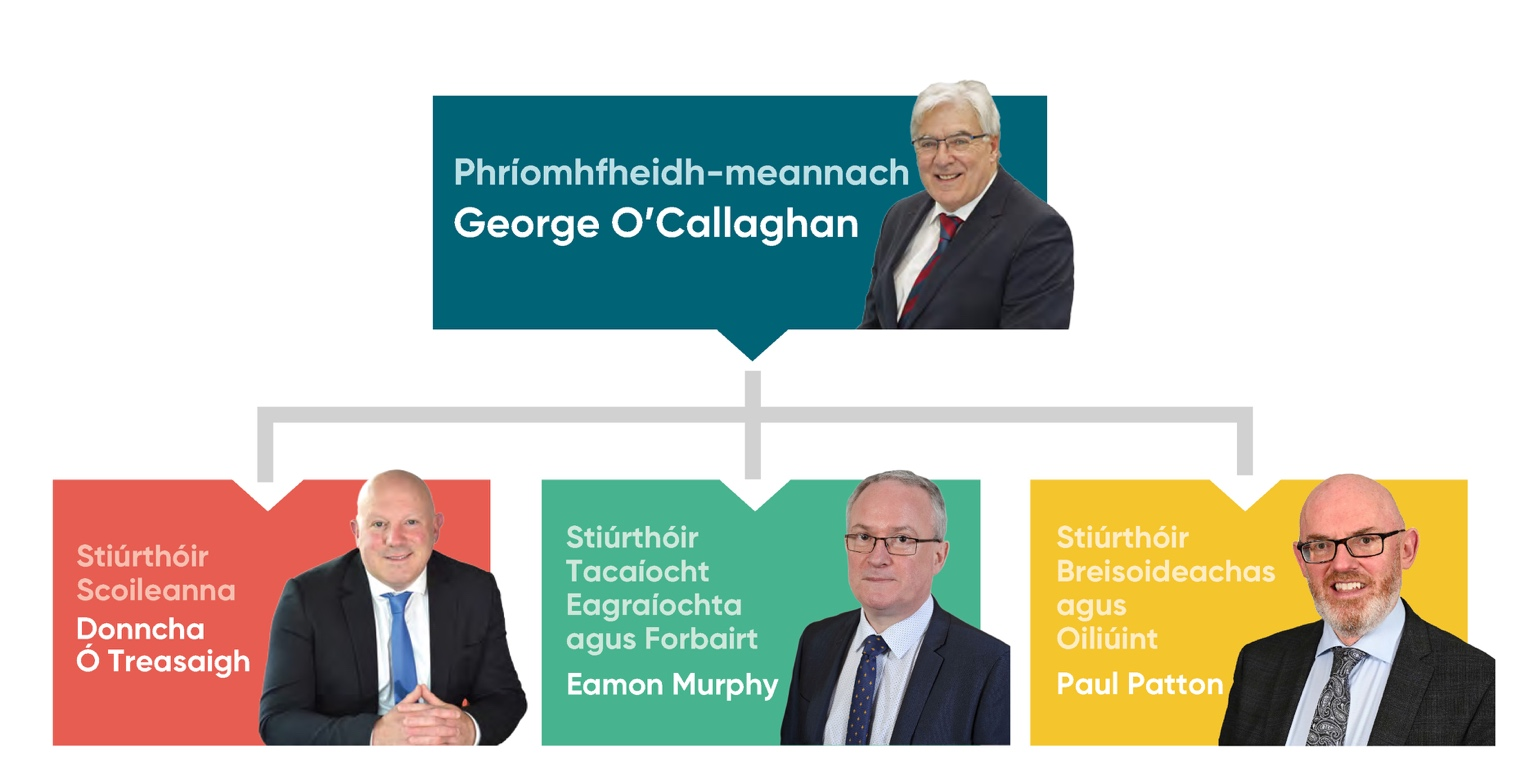 Phríomhfheidh-meannach
George O’Callaghan
Stiúrthóir
Scoileanna
Donncha
Ó Treasaigh
Stiúrthóir
Tacaíocht
Eagraíochta
agus Forbairt
Eamon Murphy
Stiúrthóir
Breisoideachas
agus
Oiliúint
Paul Patton